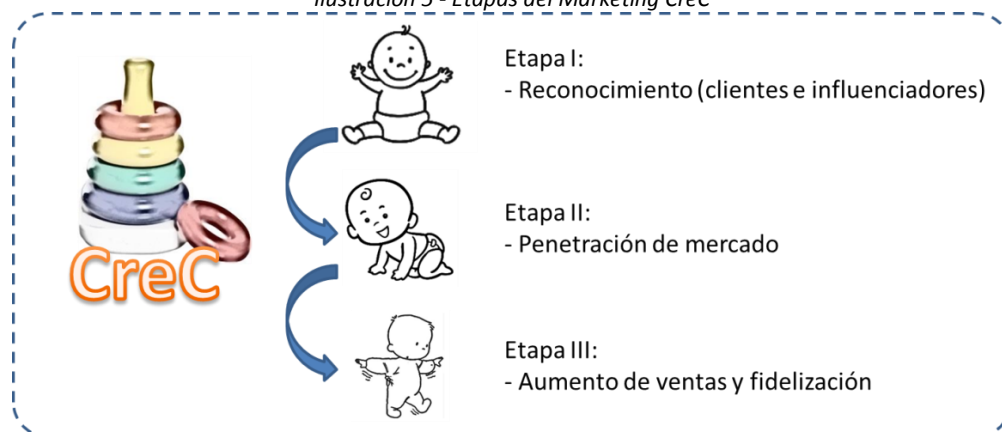 Ilustración 5 - Etapas del Marketing CreC
Etapa I:
- Reconocimiento (clientes e influenciadores)
CreC
Etapa II:
- Penetración de mercado
Etapa III:
- Aumento de ventas y fidelización